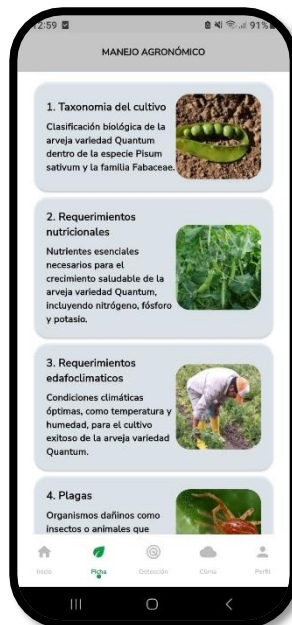 12:59
91%
MANEJO AGRONÓMICO
1. Taxonomia del cultivo
Clasificación biológica de la
arveja variedad Quantum
dentro de la especie Pisum
sativum y la familia Fabaceae.
2. Requerimientos
nutricionales
Nutrientes esenciales
necesarios para el
crecimiento saludable de la
arveja variedad Quantum,
incluyendo nitrógeno, fósforo
y potasio.
3. Requerimientos
edafoclimaticos
Condiciones climáticas
óptimas, como temperatura y
humedad, para el cultivo
exitoso de la arveja variedad
Quantum.
4. Plagas
Organismos dañinos como
insectos o animales que
Inicio
Ficha
Detección
Clima
Perfil